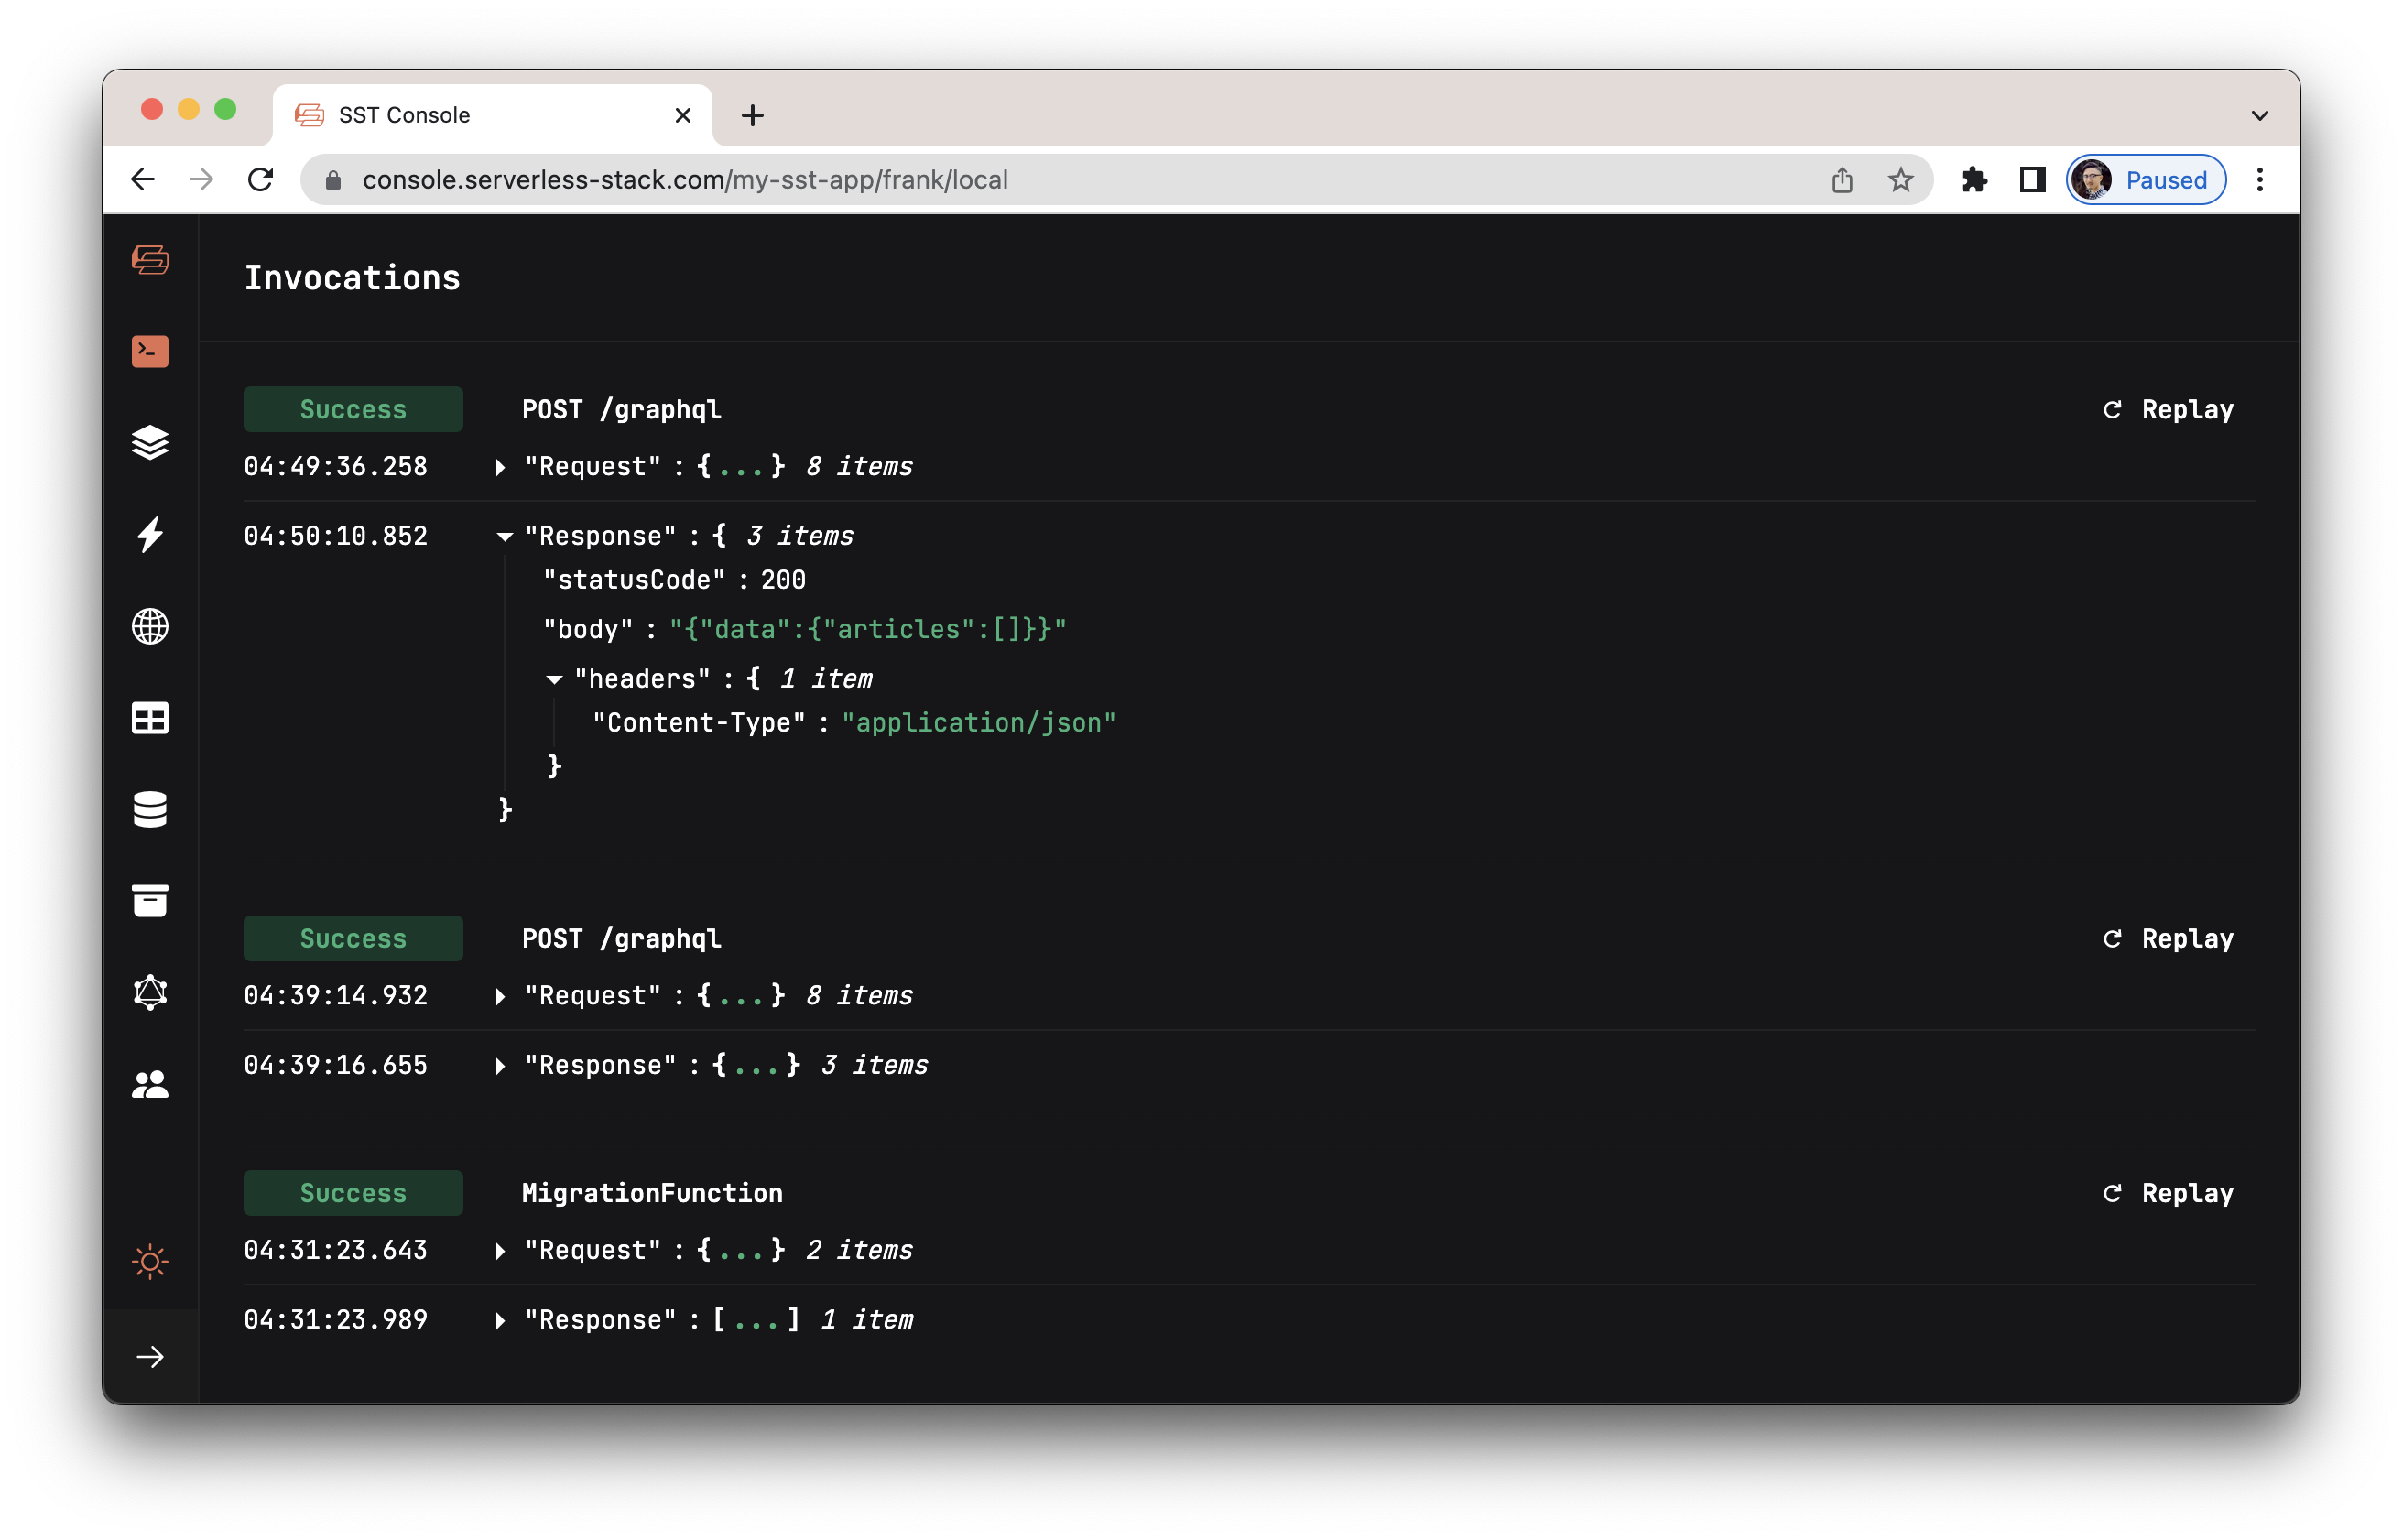 SST Console
console.serverless-stack.com/my-sst-app/frank/local
Paused
Invocations
Success POST /graphql Replay
04:49:36.258 "Request" : {...} 8 items
04:50:10.852 "Response" : { 3 items
"statusCode" : 200
"body" : "{"data":{"articles":[]}}"
"headers" : { 1 item
"Content-Type" : "application/json"
}
}
Success POST /graphql Replay
04:39:14.932 "Request" : {...} 8 items
04:39:16.655 "Response" : {...} 3 items
Success MigrationFunction Replay
04:31:23.643 "Request" : {...} 2 items
04:31:23.989 "Response" : [...] 1 item